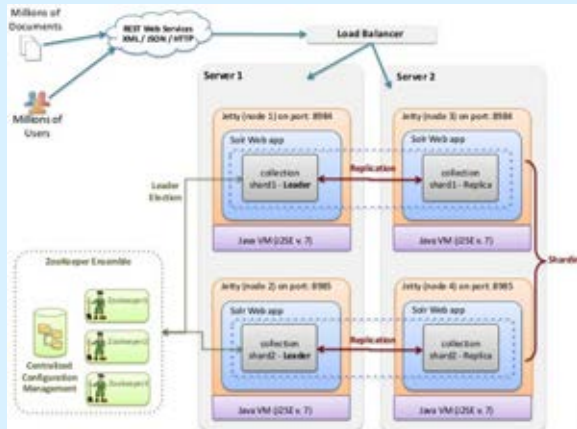 Millions of
Documents
REST Web Services
XML / JSON / HTTP
Load Balancer
Millions of
Users
Server 1
Server 2
Jetty (node 1) on port: 8984
Solr Web app
collection
shard1 - Leader
Java VM (J2SE v. 7)
Replication
Jetty (node 3) on port: 8984
Solr Web app
collection
shard1 - Replica
Java VM (J2SE v. 7)
Leader
Election
ZooKeeper Ensemble
Centralized
Configuration
Management
Jetty (node 2) on port: 8985
Solr Web app
collection
shard2 - Leader
Java VM (J2SE v. 7)
Replication
Jetty (node 4) on port: 8985
Solr Web app
collection
shard2 - Replica
Java VM (J2SE v. 7)